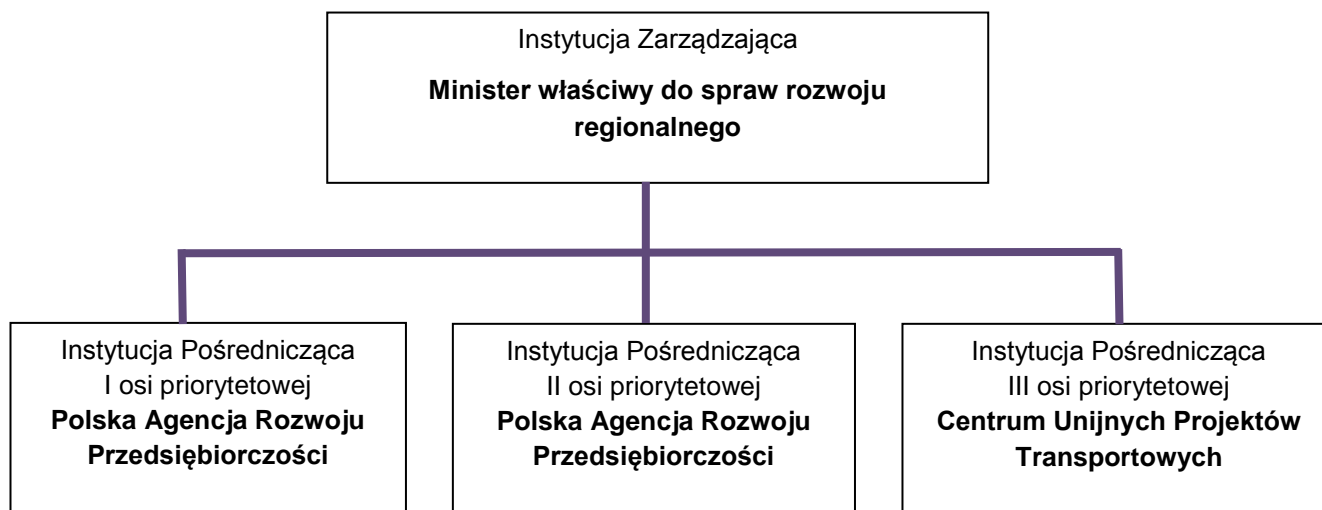 Instytucja Zarządzająca
Minister właściwy do spraw rozwoju
regionalnego
Instytucja Pośrednicząca
I osi priorytetowej
Polska Agencja Rozwoju
Przedsiębiorczości
Instytucja Pośrednicząca
II osi priorytetowej
Polska Agencja Rozwoju
Przedsiębiorczości
Instytucja Pośrednicząca
III osi priorytetowej
Centrum Unijnych Projektów
Transportowych